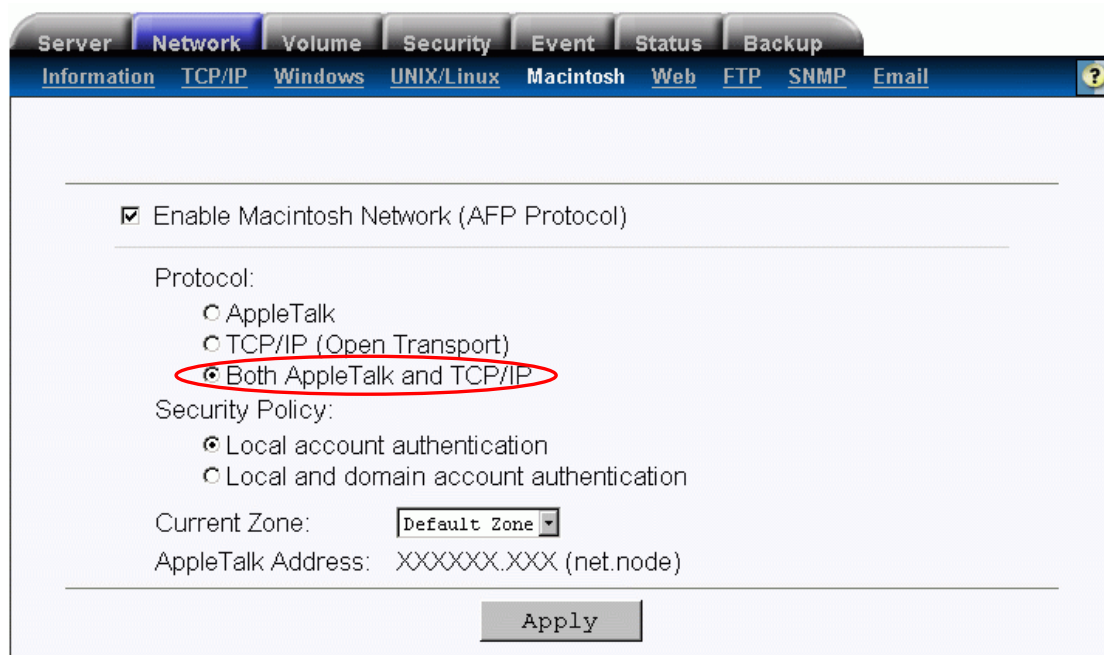 Server Network Volume Security Event Status Backup
Information TCP/IP Windows UNIX/Linux Macintosh Web FTP SNMP Email ?
Enable Macintosh Network (AFP Protocol)
Protocol:
AppleTalk
TCP/IP (Open Transport)
Both AppleTalk and TCP/IP
Security Policy:
Local account authentication
Local and domain account authentication
Current Zone: Default Zone
AppleTalk Address: XXXXXX.XXX (net.node)
Apply